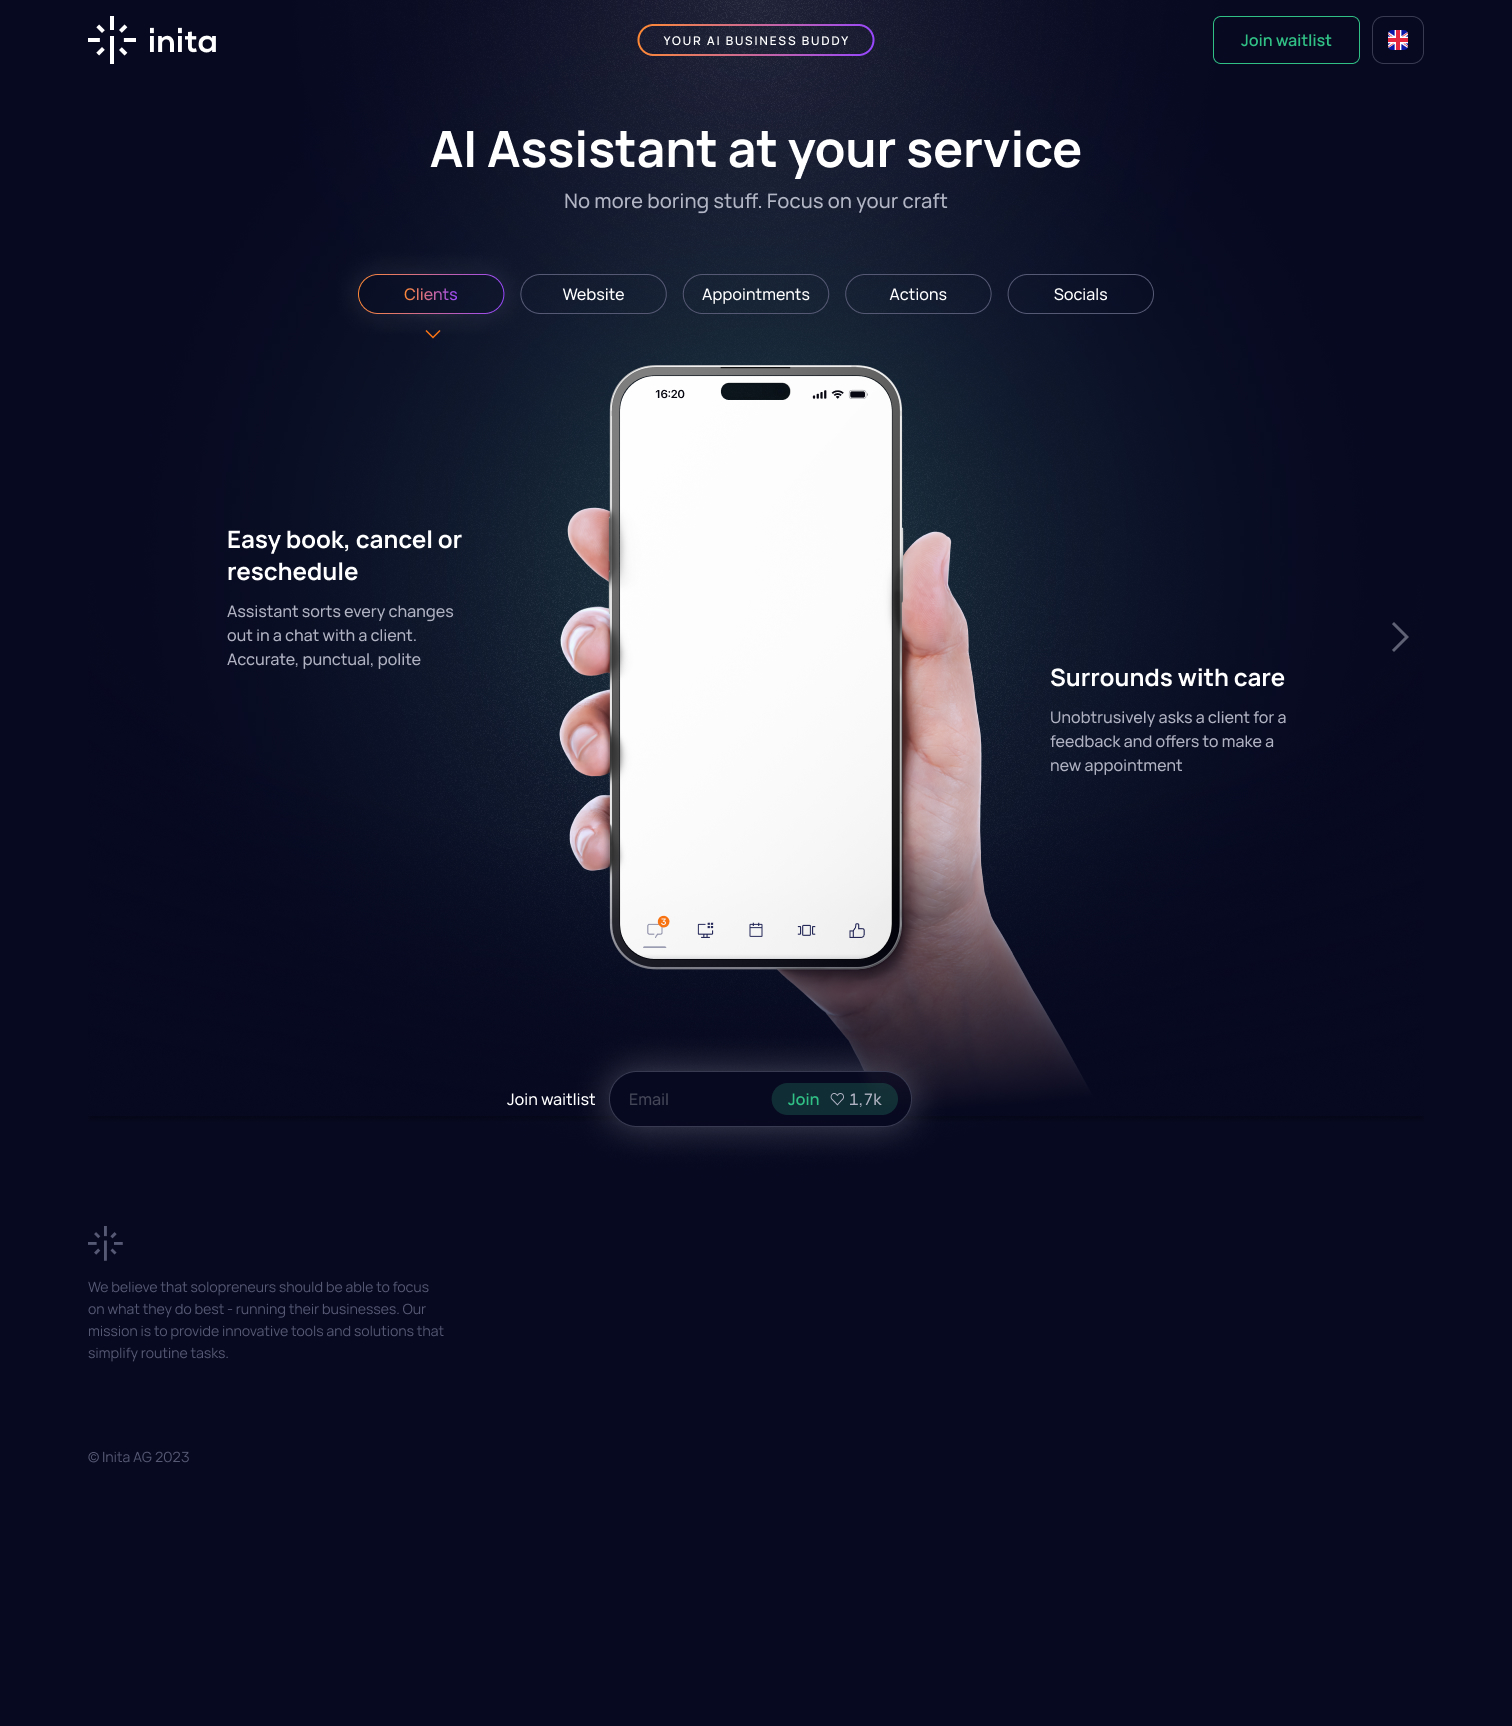 inita
YOUR AI BUSINESS BUDDY
Join waitlist
AI Assistant at your service
No more boring stuff. Focus on your craft
Clients
Website
Appointments
Actions
Socials
16:20
Easy book, cancel or
reschedule
Assistant sorts every changes
out in a chat with a client.
Accurate, punctual, polite
Surrounds with care
Unobtrusively asks a client for a
feedback and offers to make a
new appointment
3
Join waitlist
Email
Join
1,7k
We believe that solopreneurs should be able to focus
on what they do best - running their businesses. Our
mission is to provide innovative tools and solutions that
simplify routine tasks.
© Inita AG 2023